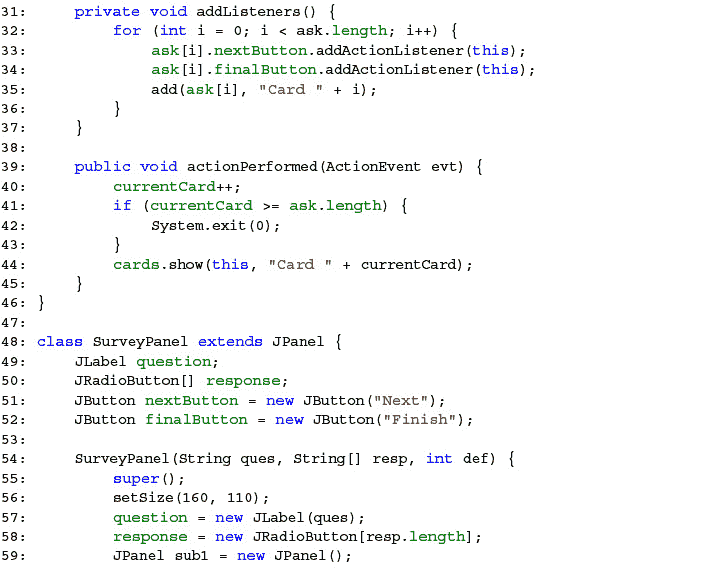 31:     private void addListeners() {
32:         for (int i = 0; i < ask.length; i++) {
33:             ask[i].nextButton.addActionListener(this);
34:             ask[i].finalButton.addActionListener(this);
35:             add(ask[i], "Card " + i);
36:         }
37:     }
38:
39:     public void actionPerformed(ActionEvent evt) {
40:         currentCard++;
41:         if (currentCard >= ask.length) {
42:             System.exit(0);
43:         }
44:         cards.show(this, "Card " + currentCard);
45:     }
46: }
47:
48: class SurveyPanel extends JPanel {
49:     JLabel question;
50:     JRadioButton[] response;
51:     JButton nextButton = new JButton("Next");
52:     JButton finalButton = new JButton("Finish");
53:
54:     SurveyPanel(String ques, String[] resp, int def) {
55:         super();
56:         setSize(160, 110);
57:         question = new JLabel(ques);
58:         response = new JRadioButton[resp.length];
59:         JPanel sub1 = new JPanel();